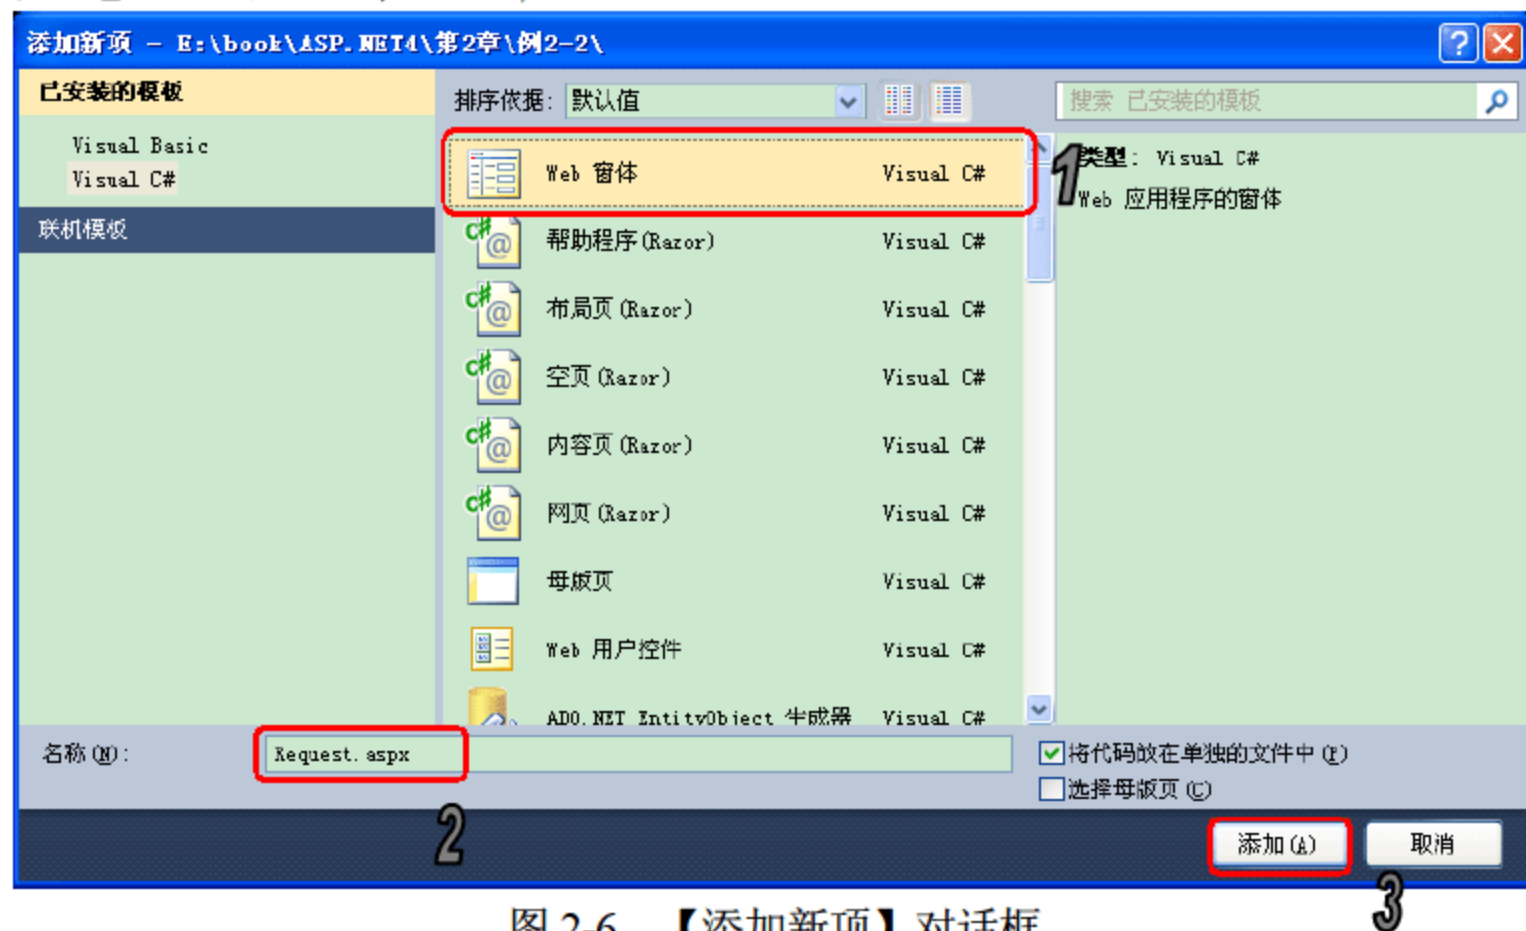 添加新项 - E:\book\ASP.NET4\第2章\例2-2\
已安装的模板
Visual Basic
Visual C#
联机模板
排序依据: 默认值
搜索 已安装的模板
Web 窗体 Visual C#
帮助程序(Razor) Visual C#
布局页(Razor) Visual C#
空页(Razor) Visual C#
内容页(Razor) Visual C#
网页(Razor) Visual C#
母版页 Visual C#
Web 用户控件 Visual C#
ADO.NET EntityObject 生成器 Visual C#
1
类型: Visual C#
Web 应用程序的窗体
名称(N): Request.aspx
2
将代码放在单独的文件中(F)
选择母版页(C)
添加(A) 取消
3
图 2-6 【添加新项】对话框